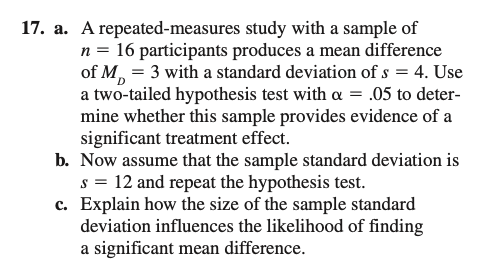 17. a. A repeated-measures study with a sample of
n = 16 participants produces a mean difference
of M_D = 3 with a standard deviation of s = 4. Use
a two-tailed hypothesis test with α = .05 to deter-
mine whether this sample provides evidence of a
significant treatment effect.
b. Now assume that the sample standard deviation is
s = 12 and repeat the hypothesis test.
c. Explain how the size of the sample standard
deviation influences the likelihood of finding
a significant mean difference.